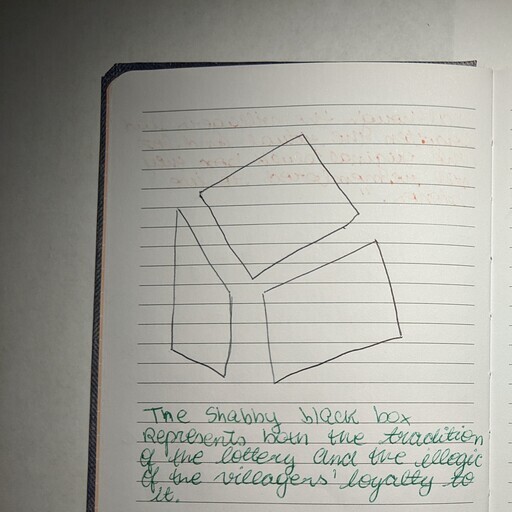 The Shabby black box
represents both the tradition
of the lottery and the illogic
of the villagers' loyalty to
it.